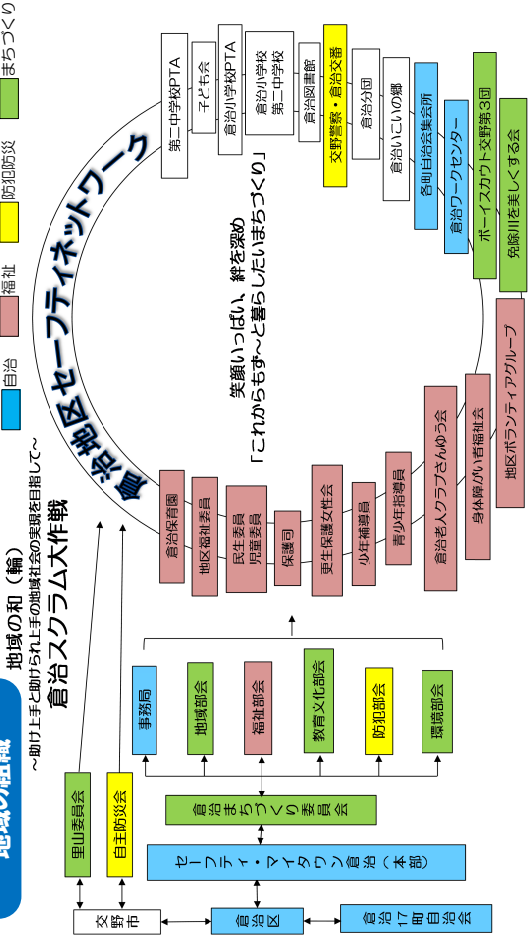 地域の組織
地域の和（輪）
～助け上手と助けられ上手の地域社会の実現を目指して～
倉治スクラム大作戦
自治
福祉
防犯防災
まちづくり
倉治地区セーフティネットワーク
笑顔いっぱい、絆を深め
「これからもず～と暮らしたいまちづくり」
第二中学校PTA
子ども会
倉治小学校PTA
倉治小学校
第二中学校
倉治図書館
交野警察・倉治交番
倉治分団
倉治いこいの郷
各町自治会集会所
倉治ワークセンター
ボーイスカウト交野第3団
免除川を美しくする会
倉治保育園
地区福祉委員
民生委員
児童委員
保護司
更生保護女性会
少年補導員
青少年指導員
倉治老人クラブさんゆう会
身体障がい者福祉会
地区ボランティアグループ
事務局
地域部会
福祉部会
教育文化部会
防犯部会
環境部会
里山委員会
自主防災会
倉治まちづくり委員会
セーフティ・マイタウン倉治（本部）
交野市
倉治区
倉治17町自治会